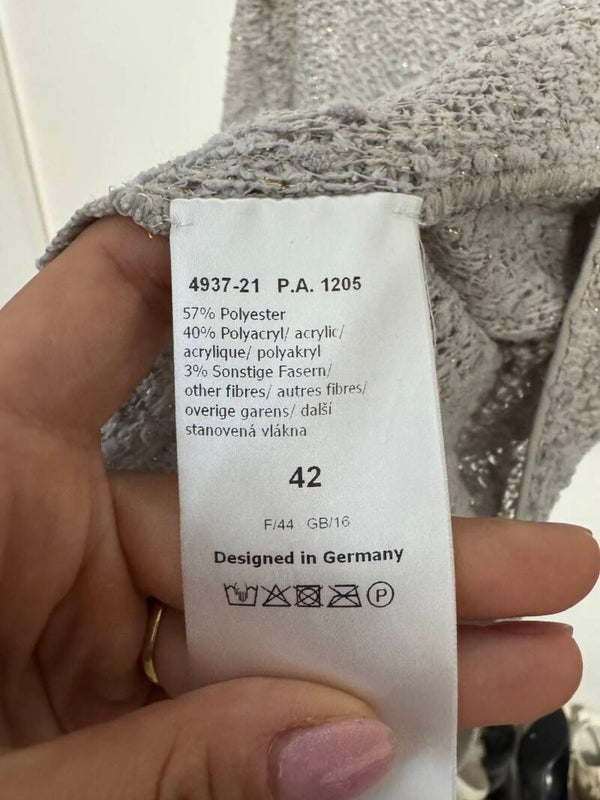 4937-21 P.A. 1205
57% Polyester
40% Polyacryl/ acrylic/
acrylique/ polyakryl
3% Sonstige Fasern/
other fibres/ autres fibres/
overige garens/ další
stanovená vlákna
42
F/44 GB/16
Designed in Germany
P